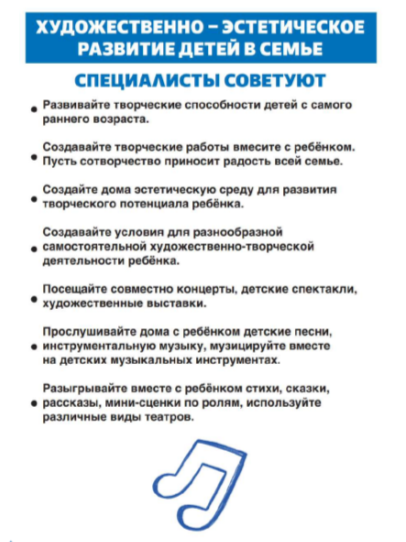 ХУДОЖЕСТВЕННО – ЭСТЕТИЧЕСКОЕ
РАЗВИТИЕ ДЕТЕЙ В СЕМЬЕ
СПЕЦИАЛИСТЫ СОВЕТУЮТ
• Развивайте творческие способности детей с самого
раннего возраста.
Создавайте творческие работы вмесите с ребёнком.
• Пусть сотворчество приносит радость всей семье.
Создайте дома эстетическую среду для развития
• творческого потенциала ребёнка.
Создавайте условия для разнообразной
• самостоятельной художественно-творческой
деятельности ребёнка.
• Посещайте совместно концерты, детские спектакли,
художественные выставки.
Прослушивайте дома с ребёнком детские песни,
• инструментальную музыку, музицируйте вместе
на детских музыкальных инструментах.
Разыгрывайте вместе с ребёнком стихи, сказки,
• рассказы, мини-сценки по ролям, используйте
различные виды театров.